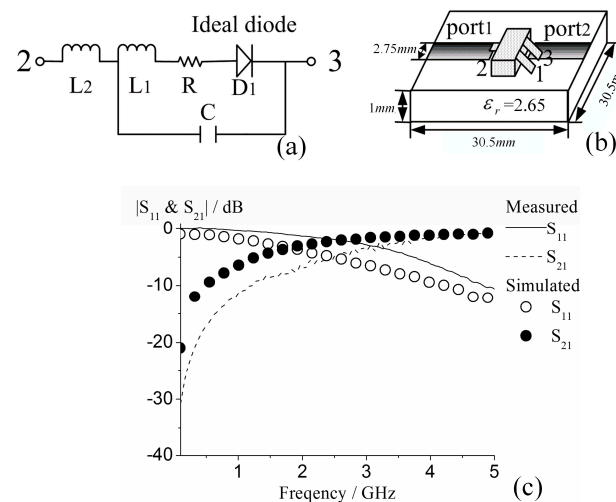 Ideal diode
2
L2
L1
R
D1
3
C
(a)
port1
port2
2.75mm
2
3
1
1mm
εr =2.65
30.5mm
30.5mm
(b)
|S11 & S21| / dB
0
-10
-20
-30
-40
1
2
3
4
5
Freqency / GHz
Measured
S11
S21
Simulated
S11
S21
(c)